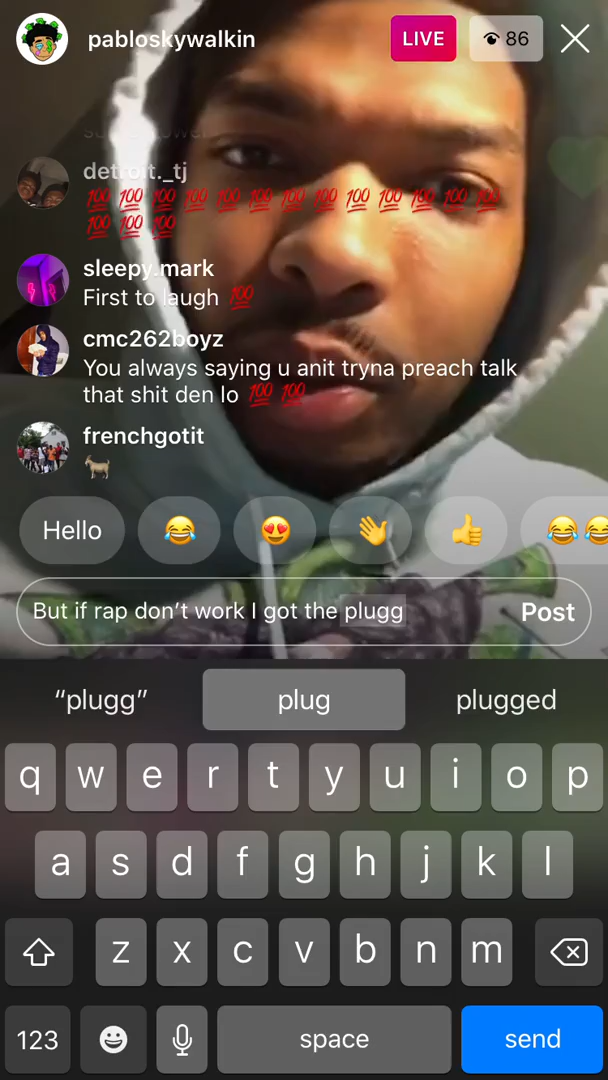 pabloskywalkin
LIVE
86
detroit._tj
💯💯💯💯💯💯💯💯💯💯💯💯💯
💯💯💯
sleepy.mark
First to laugh 💯
cmc262boyz
You always saying u anit tryna preach talk
that shit den lo 💯💯
frenchgotit
🐐
Hello 😂 😍 👋 👍 😂😂
But if rap don’t work I got the plugg
Post
“plugg” plug plugged
q w e r t y u i o p
a s d f g h j k l
z x c v b n m
123 space send